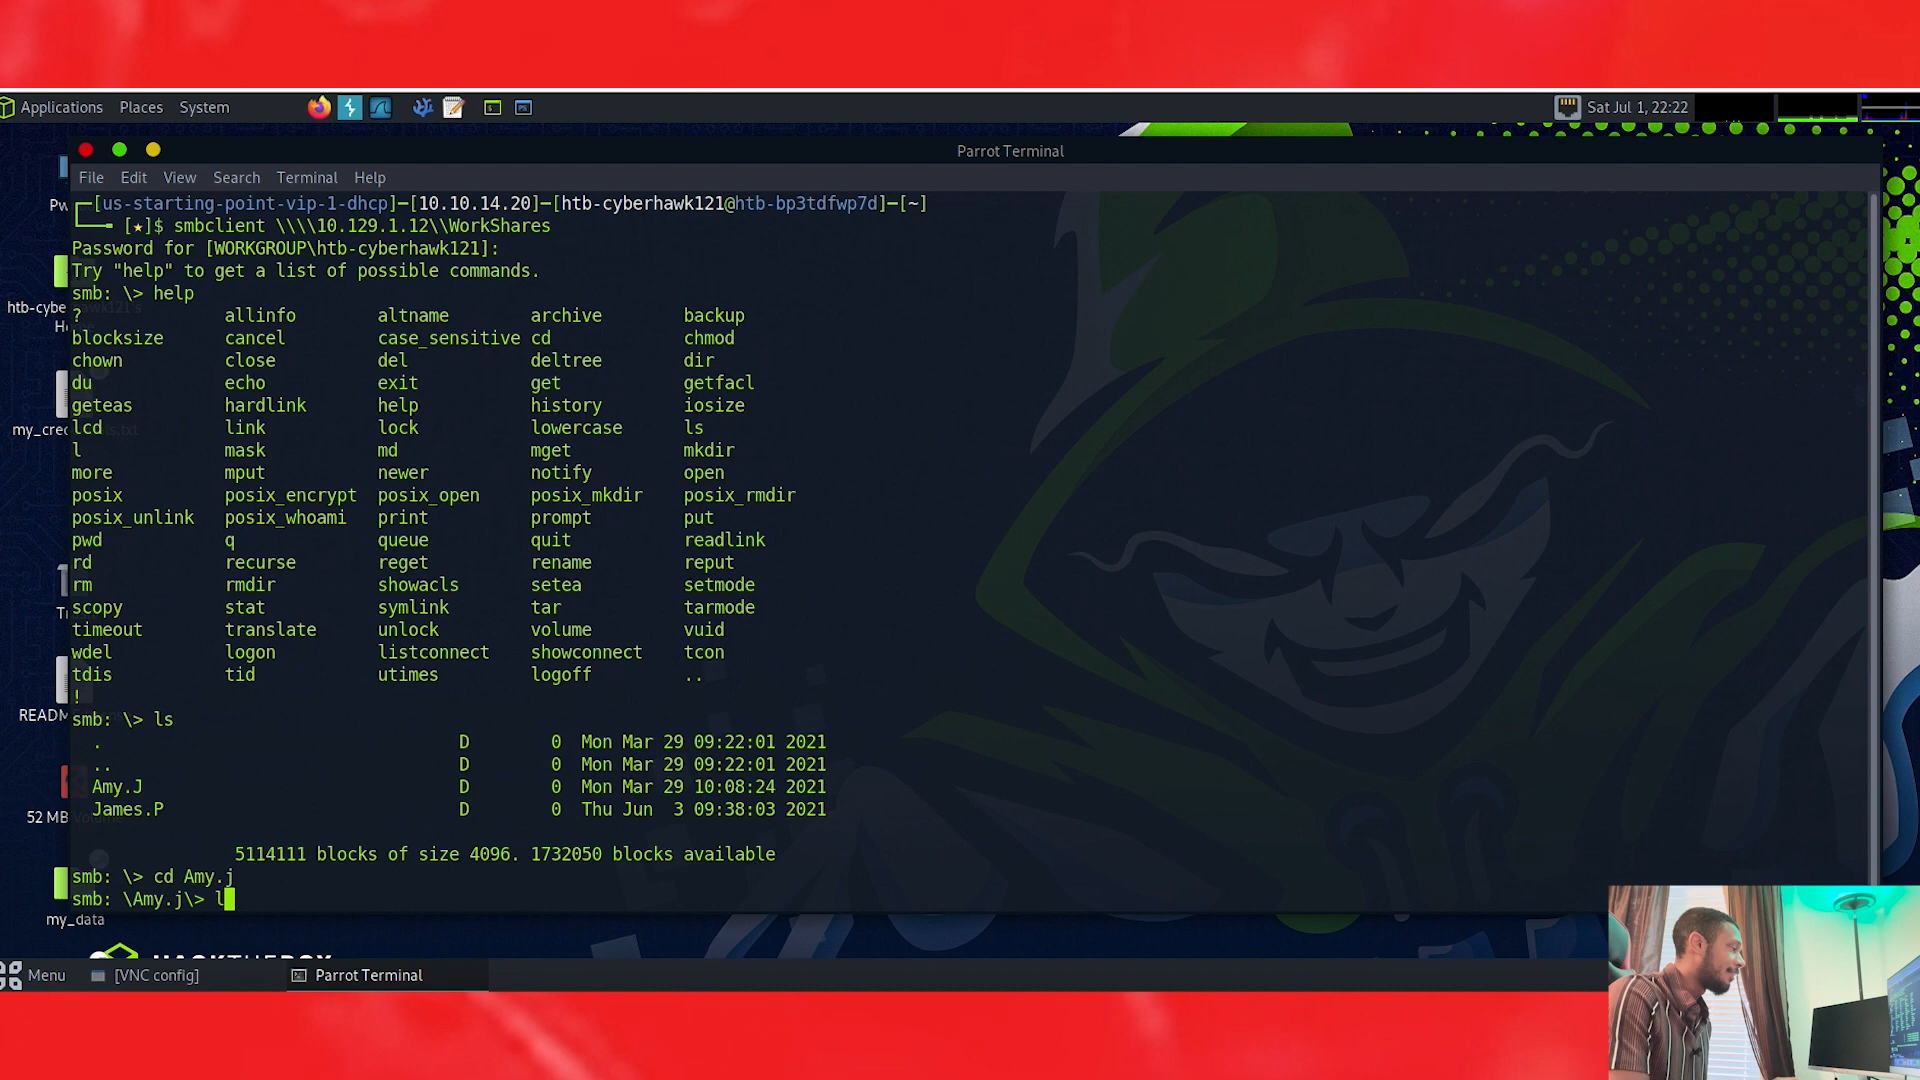 Applications Places System Sat Jul 1, 22:22
Parrot Terminal
File Edit View Search Terminal Help
[us-starting-point-vip-1-dhcp]─[10.10.14.20]─[htb-cyberhawk121@htb-bp3tdfwp7d]─[~]
[★]$ smbclient \\\\10.129.1.12\\WorkShares
Password for [WORKGROUP\htb-cyberhawk121]:
Try "help" to get a list of possible commands.
smb: \> help
? allinfo altname archive backup
blocksize cancel case_sensitive cd chmod
chown close del deltree dir
du echo exit get getfacl
geteas hardlink help history iosize
lcd link lock lowercase ls
l mask md mget mkdir
more mput newer notify open
posix posix_encrypt posix_open posix_mkdir posix_rmdir
posix_unlink posix_whoami print prompt put
pwd q queue quit readlink
rd recurse reget rename reput
rm rmdir showacls setea setmode
scopy stat symlink tar tarmode
timeout translate unlock volume vuid
wdel logon listconnect showconnect tcon
tdis tid utimes logoff ..
!
smb: \> ls
. D 0 Mon Mar 29 09:22:01 2021
.. D 0 Mon Mar 29 09:22:01 2021
Amy.J D 0 Mon Mar 29 10:08:24 2021
James.P D 0 Thu Jun 3 09:38:03 2021
5114111 blocks of size 4096. 1732050 blocks available
smb: \> cd Amy.j
smb: \Amy.j\> l
htb-cybe
my_cre
README
52 MB
my_data
HACKTHEBOX
Menu [VNC config] Parrot Terminal